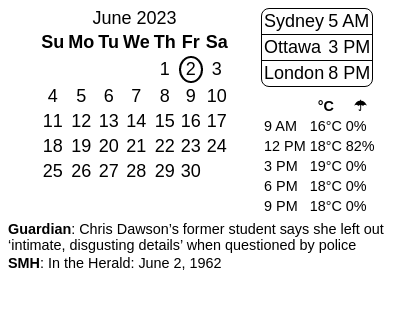 June 2023
Su Mo Tu We Th Fr Sa
1 2 3
4 5 6 7 8 9 10
11 12 13 14 15 16 17
18 19 20 21 22 23 24
25 26 27 28 29 30
Sydney 5 AM
Ottawa 3 PM
London 8 PM
°C ☂
9 AM 16°C 0%
12 PM 18°C 82%
3 PM 19°C 0%
6 PM 18°C 0%
9 PM 18°C 0%
Guardian: Chris Dawson’s former student says she left out
‘intimate, disgusting details’ when questioned by police
SMH: In the Herald: June 2, 1962